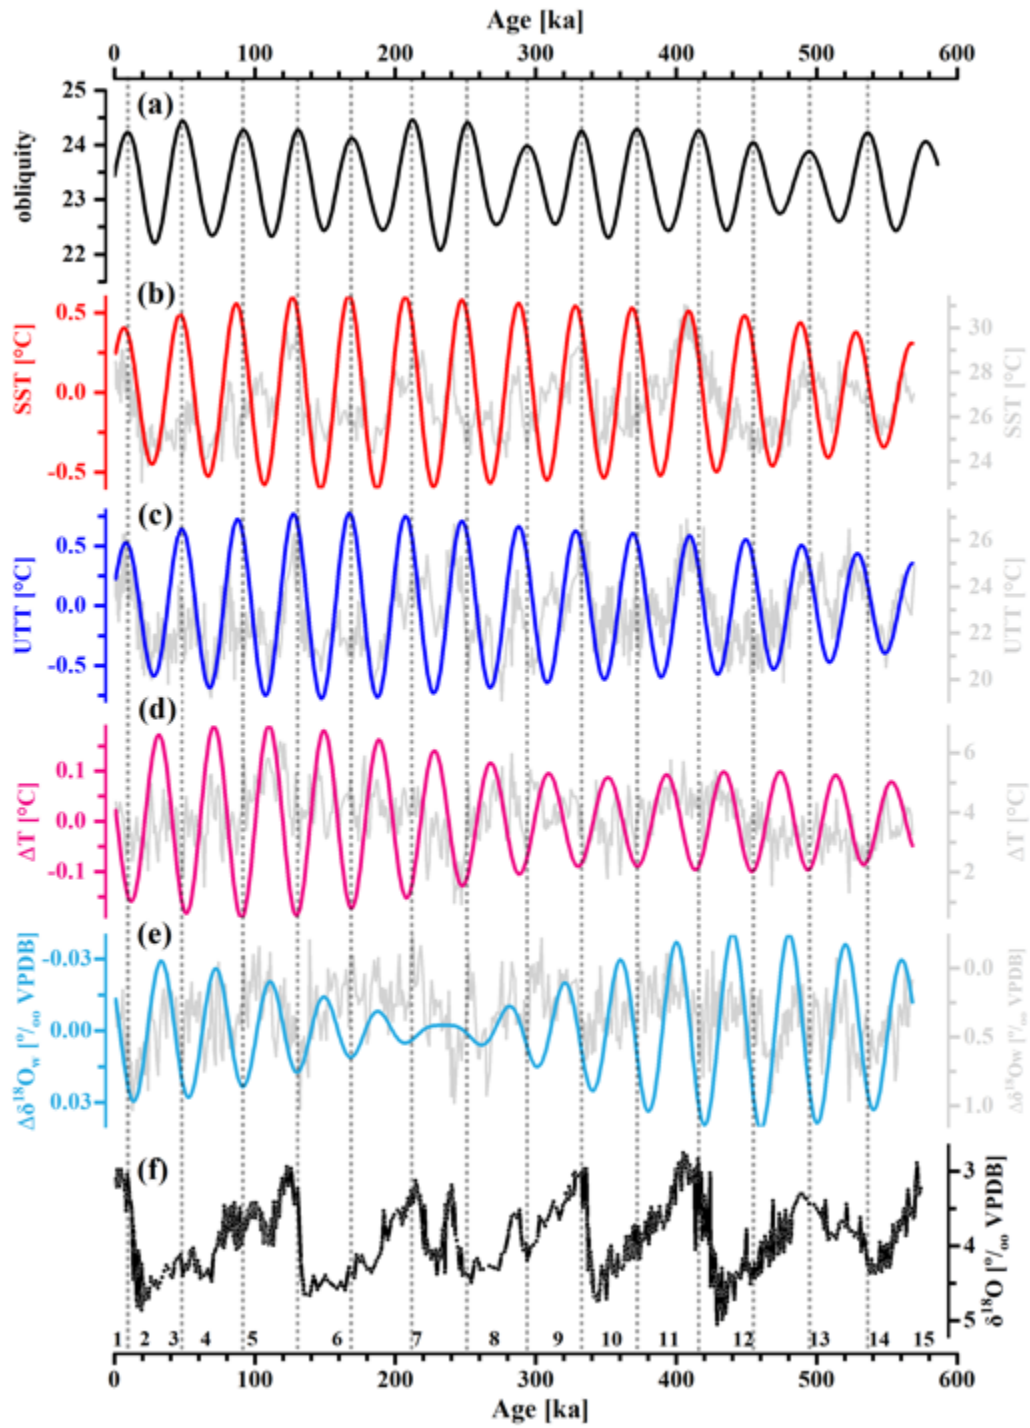 Age [ka]
0 100 200 300 400 500 600
(a)
25
24
23
22
obliquity
(b)
0.5
0.0
-0.5
SST [°C]
30
28
26
24
SST [°C]
(c)
0.5
0.0
-0.5
UTT [°C]
26
24
22
20
UTT [°C]
(d)
0.1
0.0
-0.1
ΔT [°C]
6
4
2
ΔT [°C]
(e)
-0.03
0.00
0.03
Δδ¹⁸Ow [º/oo VPDB]
0.0
0.5
1.0
Δδ¹⁸Ow [º/oo VPDB]
(f)
-3
4
5
δ¹⁸O [º/oo VPDB]
1 2 3 4 5 6 7 8 9 10 11 12 13 14 15
0 100 200 300 400 500 600
Age [ka]